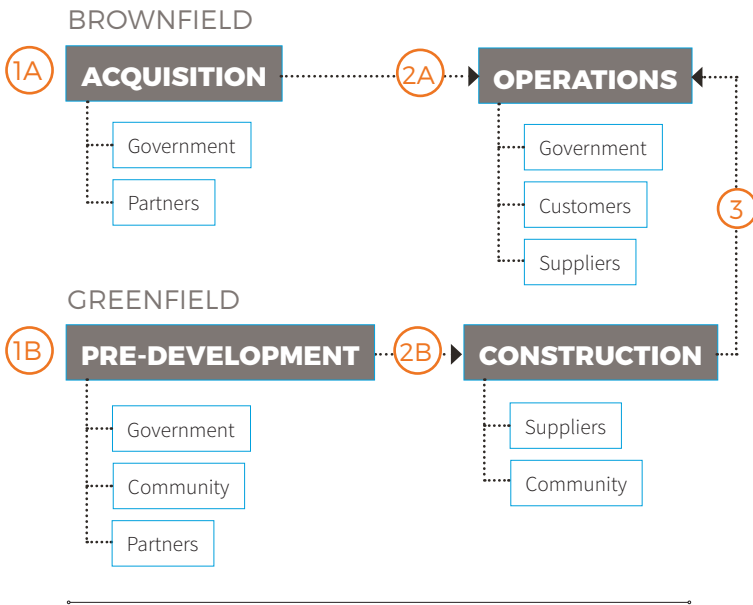 BROWNFIELD
1A
ACQUISITION
2A
OPERATIONS
Government
Partners
Government
Customers
Suppliers
3
GREENFIELD
1B
PRE-DEVELOPMENT
2B
CONSTRUCTION
Government
Community
Partners
Suppliers
Community